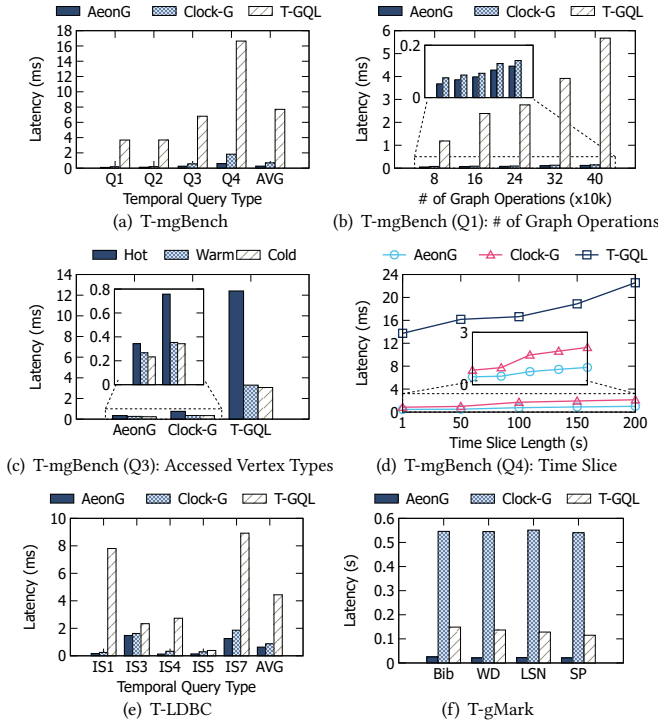 AeonG Clock-G T-GQL
Latency (ms)
18
16
14
12
10
8
6
4
2
0
Q1 Q2 Q3 Q4 AVG
Temporal Query Type
(a) T-mgBench
AeonG Clock-G T-GQL
Latency (ms)
6
5
4
3
2
1
0
0.2
0
8 16 24 32 40
# of Graph Operations (x10k)
(b) T-mgBench (Q1): # of Graph Operations
Hot Warm Cold
Latency (ms)
14
12
10
8
6
4
2
0
0.8
0.6
0.4
0.2
0
AeonG Clock-G T-GQL
(c) T-mgBench (Q3): Accessed Vertex Types
AeonG Clock-G T-GQL
Latency (ms)
24
20
16
12
8
4
0
3
0
1 50 100 150 200
Time Slice Length (s)
(d) T-mgBench (Q4): Time Slice
AeonG Clock-G T-GQL
Latency (ms)
10
8
6
4
2
0
IS1 IS3 IS4 IS5 IS7 AVG
Temporal Query Type
(e) T-LDBC
AeonG Clock-G T-GQL
Latency (s)
0.6
0.5
0.4
0.3
0.2
0.1
0
Bib WD LSN SP
(f) T-gMark